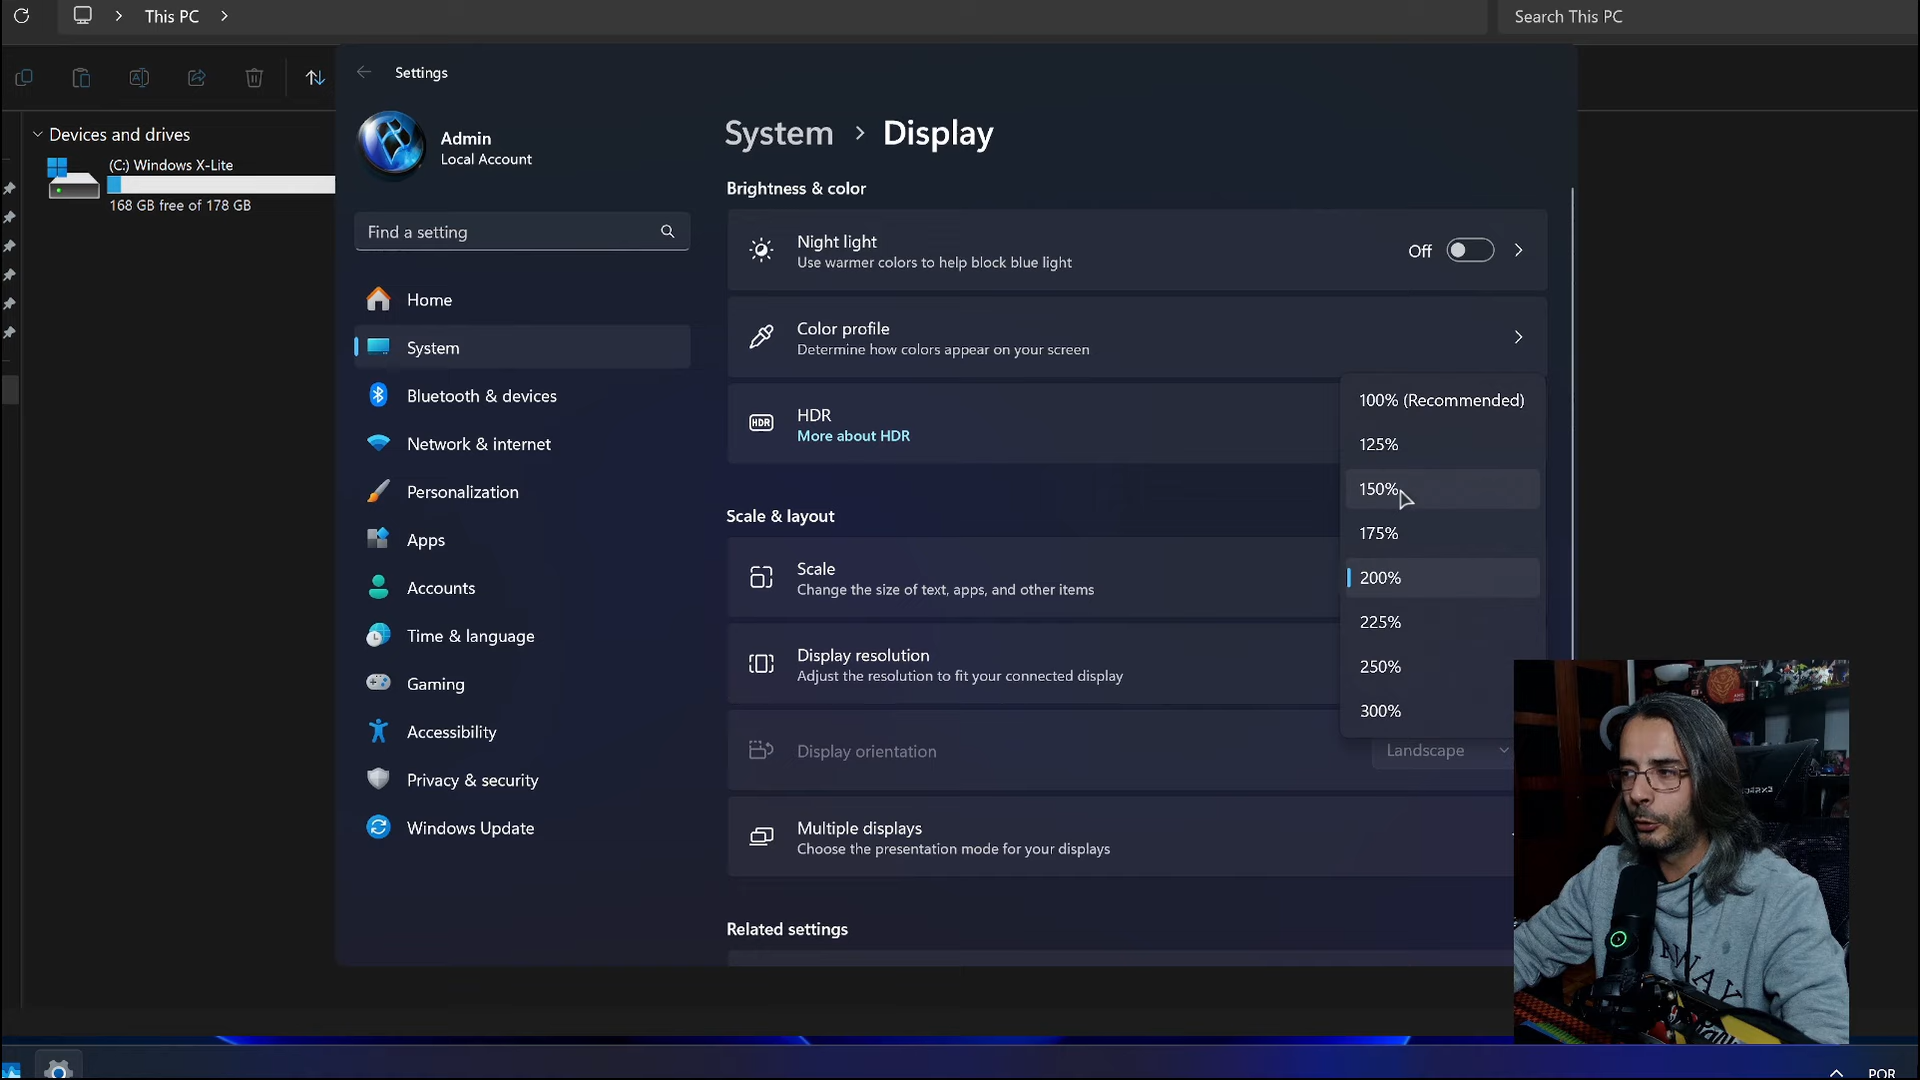 This PC
Search This PC
Settings
Devices and drives
(C:) Windows X-Lite
168 GB free of 178 GB
Admin
Local Account
Find a setting
Home
System
Bluetooth & devices
Network & internet
Personalization
Apps
Accounts
Time & language
Gaming
Accessibility
Privacy & security
Windows Update
System > Display
Brightness & color
Night light
Use warmer colors to help block blue light
Off
Color profile
Determine how colors appear on your screen
HDR
HDR
More about HDR
Scale & layout
Scale
Change the size of text, apps, and other items
Display resolution
Adjust the resolution to fit your connected display
Display orientation
Landscape
Multiple displays
Choose the presentation mode for your displays
Related settings
100% (Recommended)
125%
150%
175%
200%
225%
250%
300%
POR